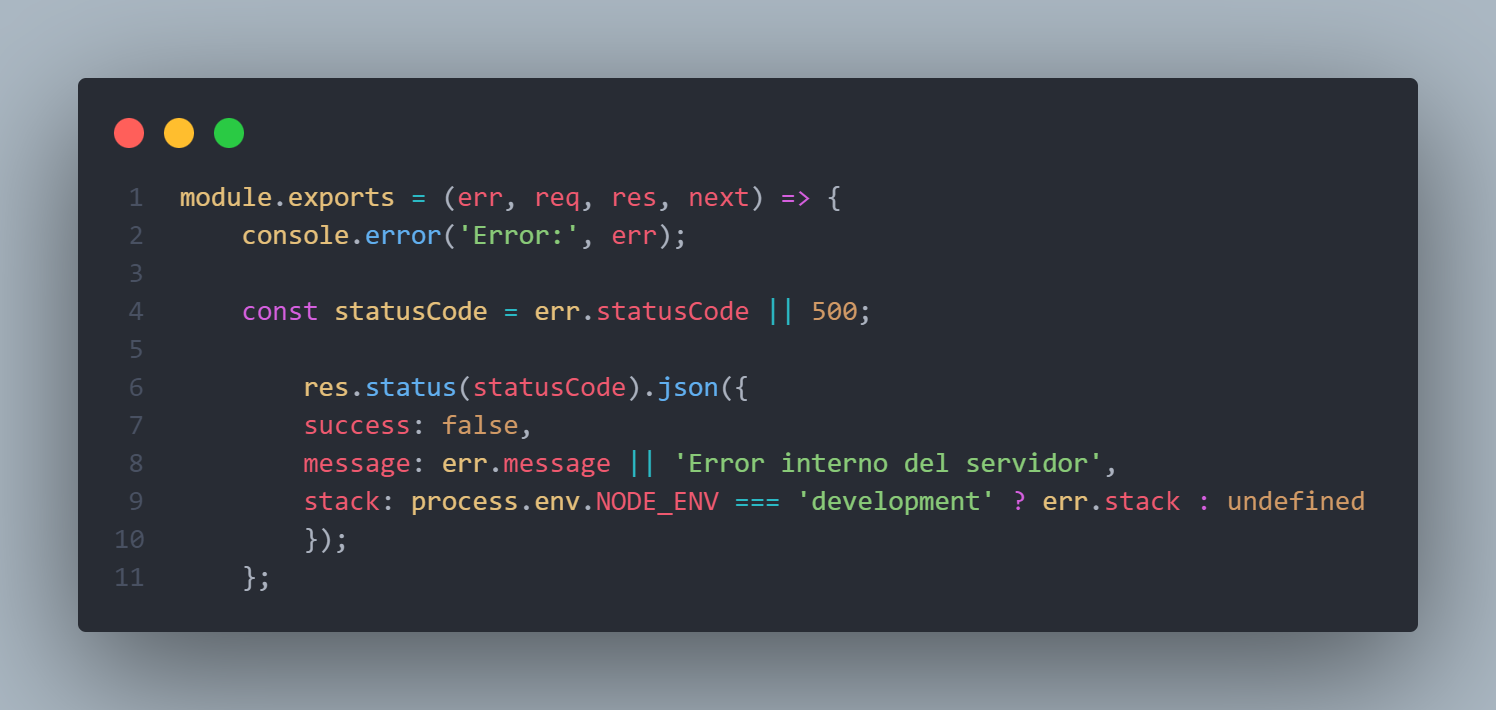 1 module.exports = (err, req, res, next) => {
2     console.error('Error:', err);
3
4     const statusCode = err.statusCode || 500;
5
6         res.status(statusCode).json({
7         success: false,
8         message: err.message || 'Error interno del servidor',
9         stack: process.env.NODE_ENV === 'development' ? err.stack : undefined
10         });
11     };